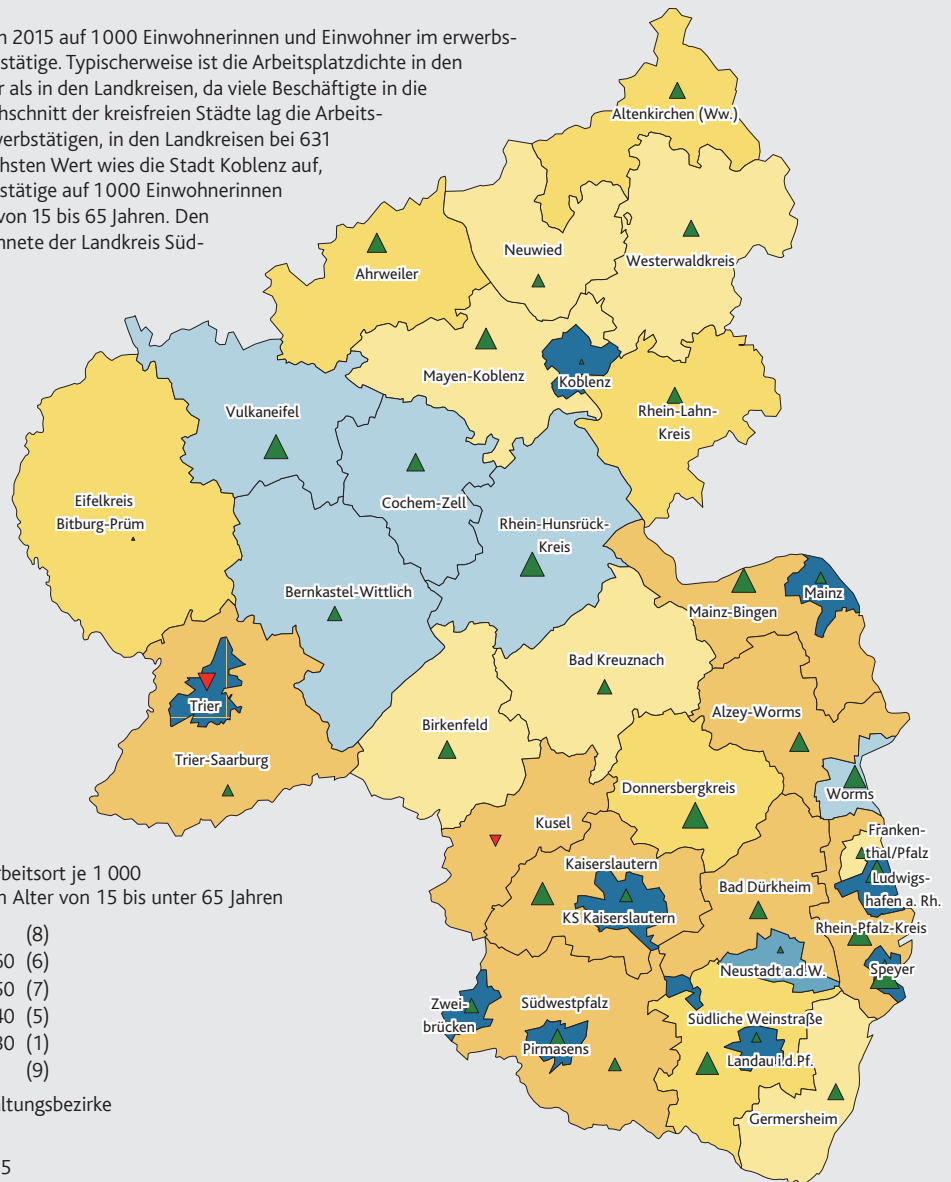 n 2015 auf 1 000 Einwohnerinnen und Einwohner im erwerbs-
stätige. Typischerweise ist die Arbeitsplatzdichte in den
r als in den Landkreisen, da viele Beschäftigte in die
hschnitt der kreisfreien Städte lag die Arbeits-
werbstätigen, in den Landkreisen bei 631
hsten Wert wies die Stadt Koblenz auf,
stätige auf 1 000 Einwohnerinnen
von 15 bis 65 Jahren. Den
hnete der Landkreis Süd-
Altenkirchen (Ww.)
Neuwied
Westerwaldkreis
Ahrweiler
Mayen-Koblenz
Koblenz
Rhein-Lahn-
Kreis
Vulkaneifel
Cochem-Zell
Eifelkreis
Bitburg-Prüm
Rhein-Hunsrück-
Kreis
Bernkastel-Wittlich
Mainz-Bingen
Mainz
Bad Kreuznach
Trier
Alzey-Worms
Birkenfeld
Trier-Saarburg
Donnersbergkreis
Worms
Kusel
Franken-
thal/Pfalz
Kaiserslautern
Ludwigs-
hafen a. Rh.
Bad Dürkheim
KS Kaiserslautern
Rhein-Pfalz-Kreis
Neustadt a.d.W.
Speyer
Zwei-
brücken
Südwestpfalz
Südliche Weinstraße
Pirmasens
Landau i.d.Pf.
Germersheim
rbeitsort je 1 000
n Alter von 15 bis unter 65 Jahren
(8)
60 (6)
50 (7)
40 (5)
30 (1)
(9)
ltungsbezirke
5